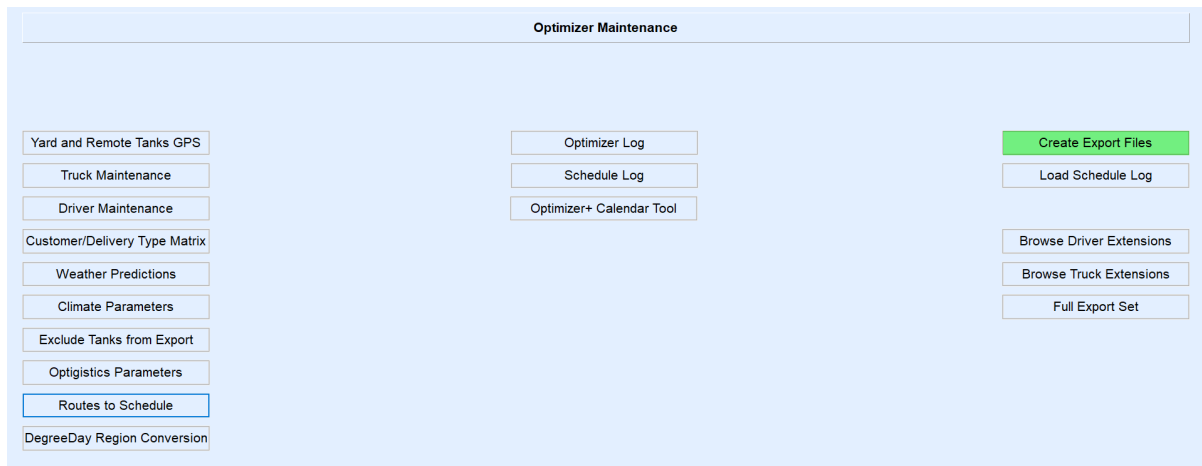 Optimizer Maintenance
Yard and Remote Tanks GPS
Truck Maintenance
Driver Maintenance
Customer/Delivery Type Matrix
Weather Predictions
Climate Parameters
Exclude Tanks from Export
Optigistics Parameters
Routes to Schedule
DegreeDay Region Conversion
Optimizer Log
Schedule Log
Optimizer+ Calendar Tool
Create Export Files
Load Schedule Log
Browse Driver Extensions
Browse Truck Extensions
Full Export Set